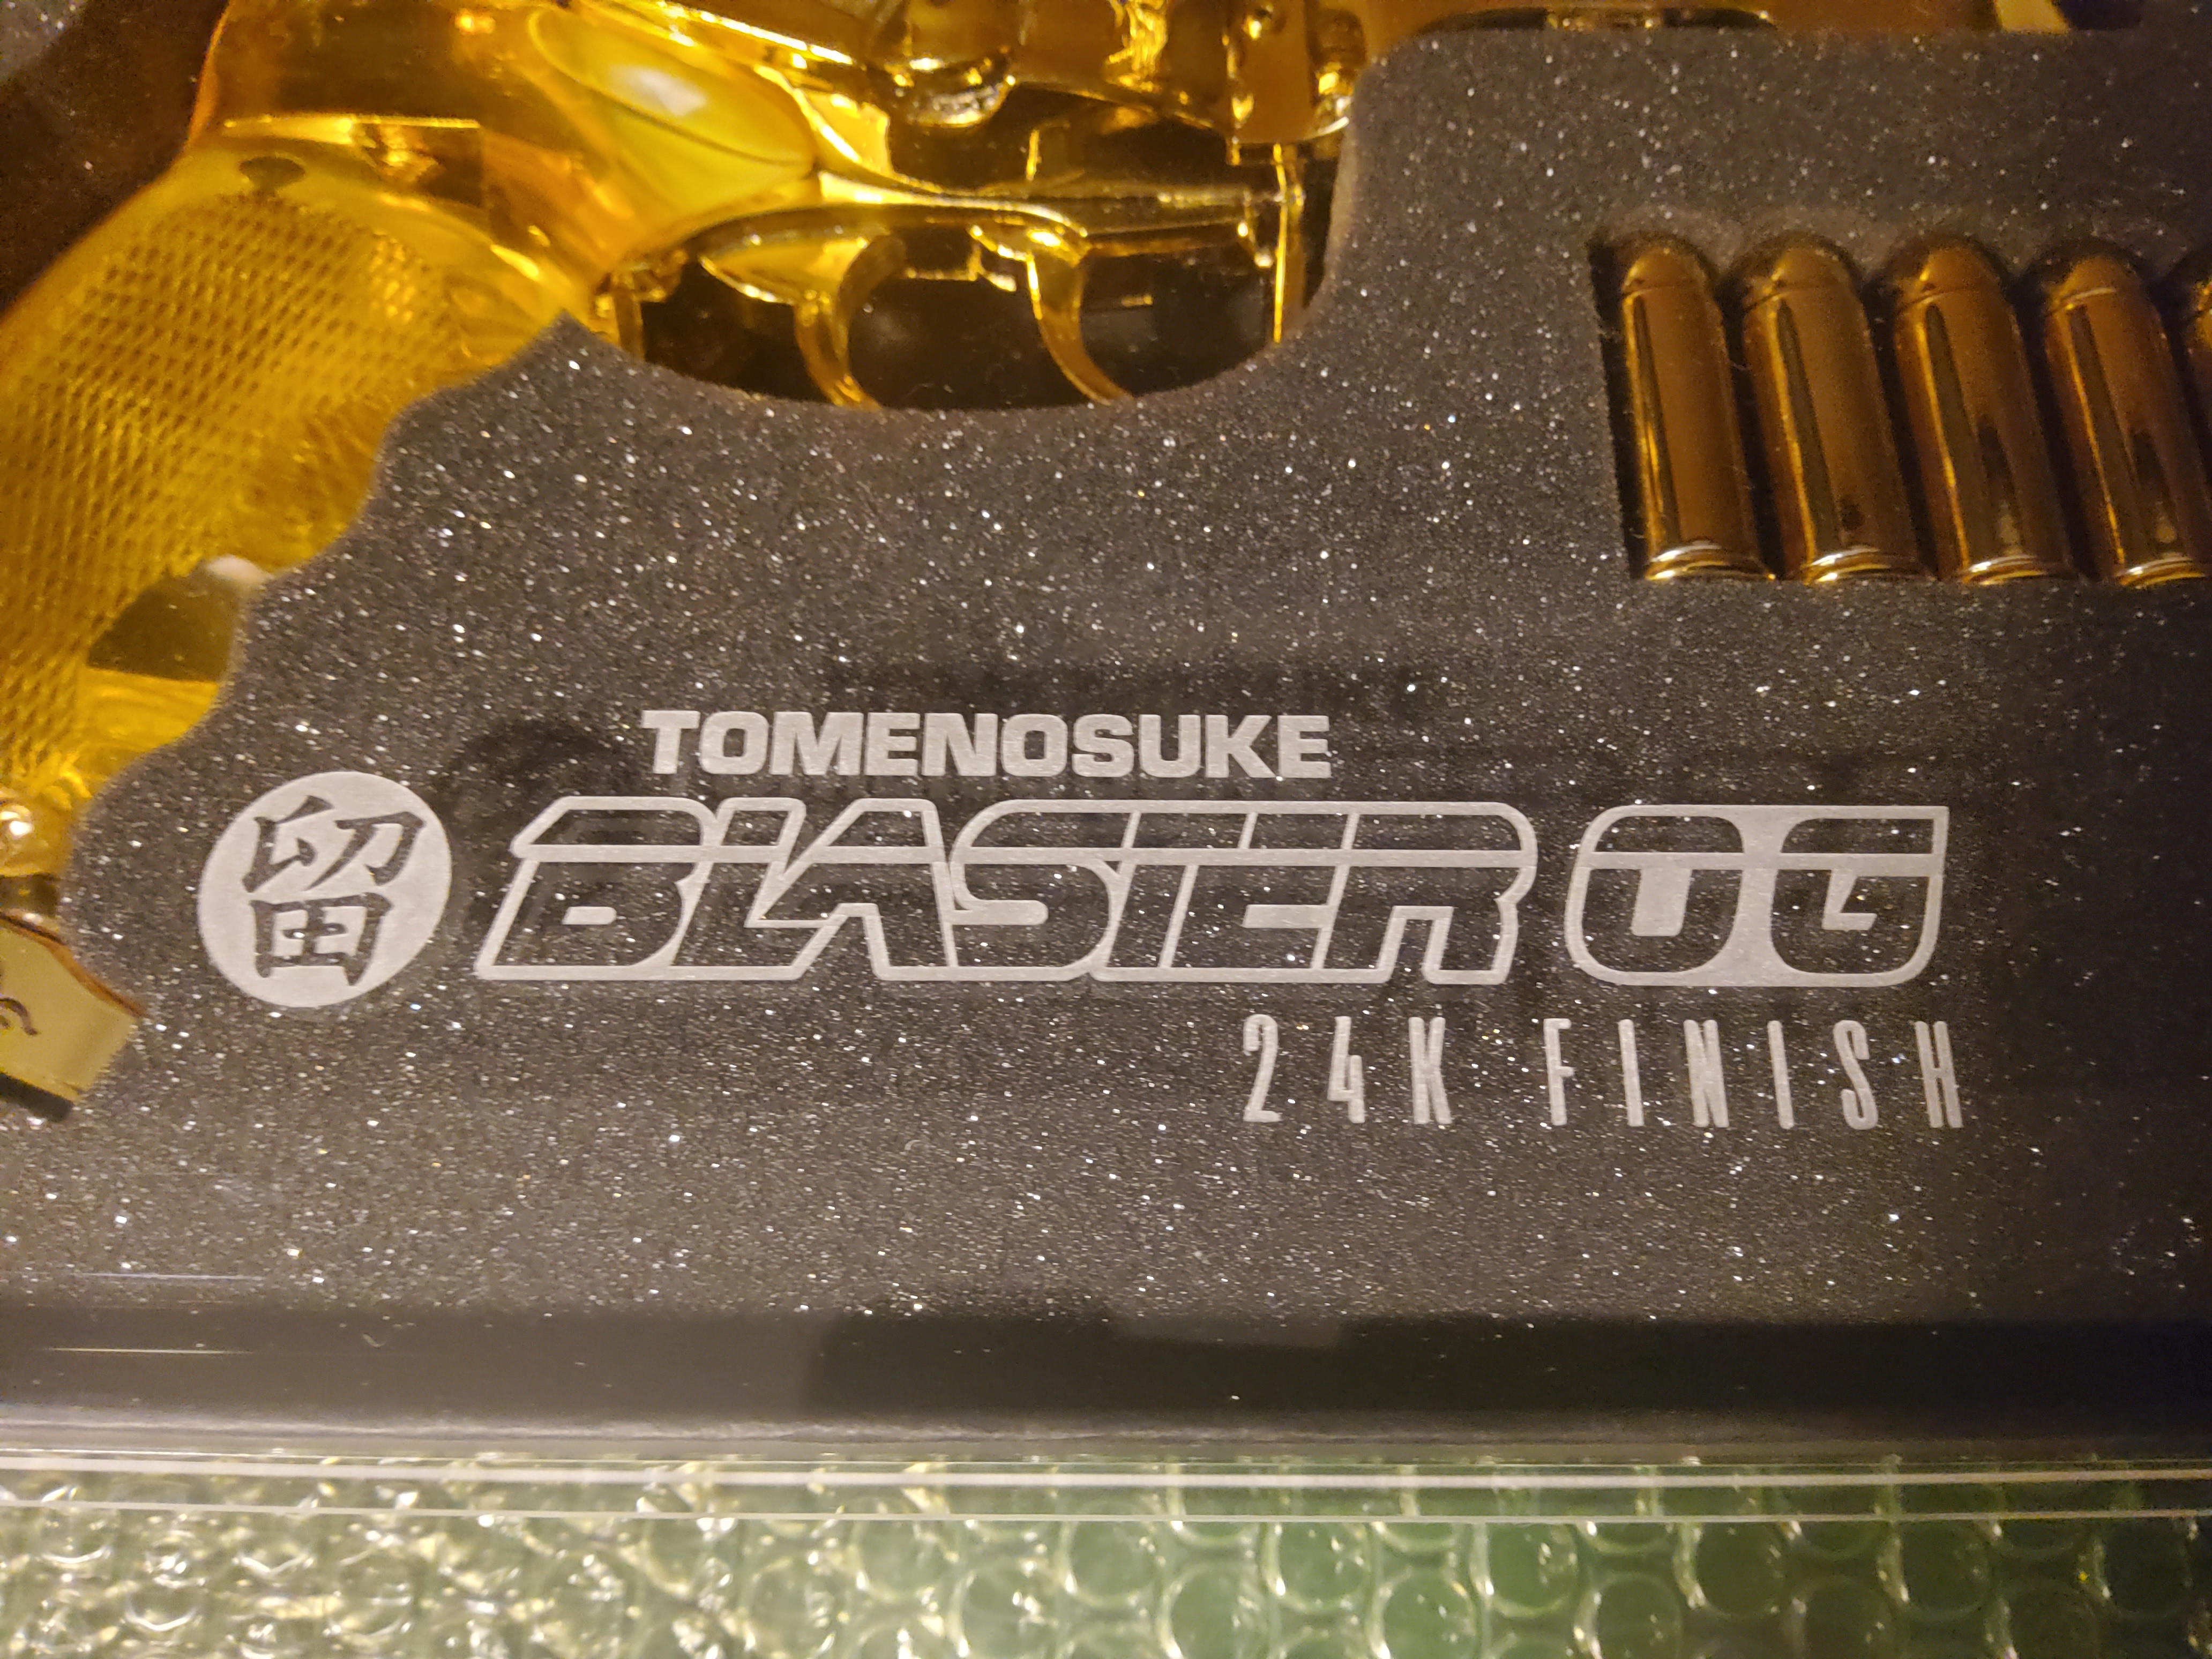 TOMENOSUKE
留 BLASTER OG
24K FINISH